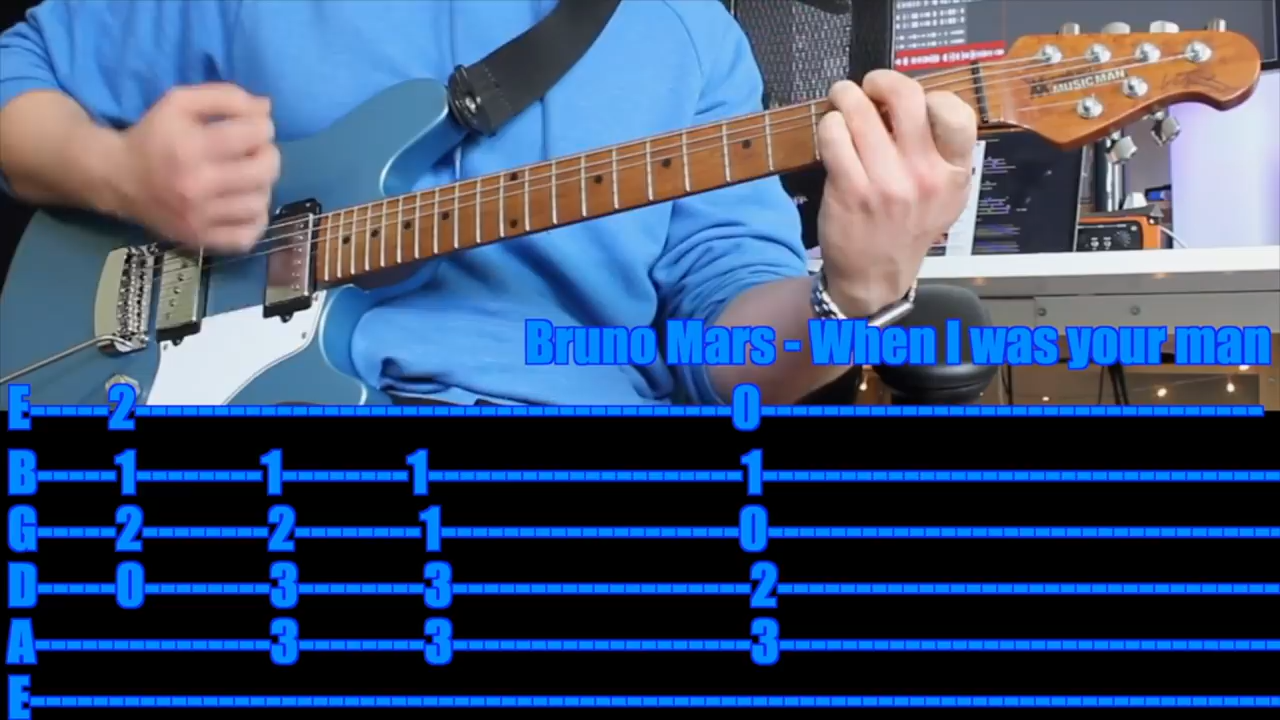 MUSIC MAN
Bruno Mars - When I was your man
E----2--------------------0--------------------
B----1------1------1-------------1--------------------
G----2------2------1-------------0--------------------
D----0------3------3-------------2--------------------
A-----------3------3-------------3--------------------
E----------------------------------------